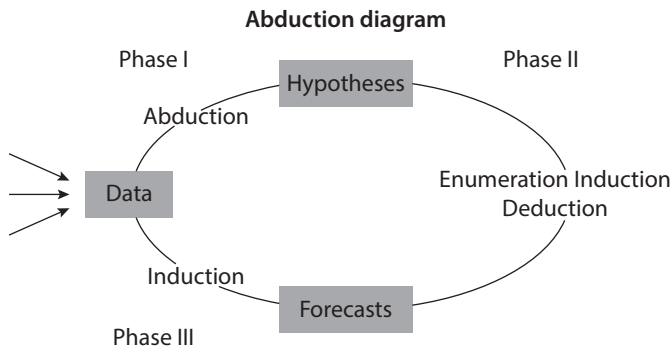 Abduction diagram
Phase I
Phase II
Hypotheses
Abduction
Data
Enumeration Induction
Deduction
Induction
Forecasts
Phase III